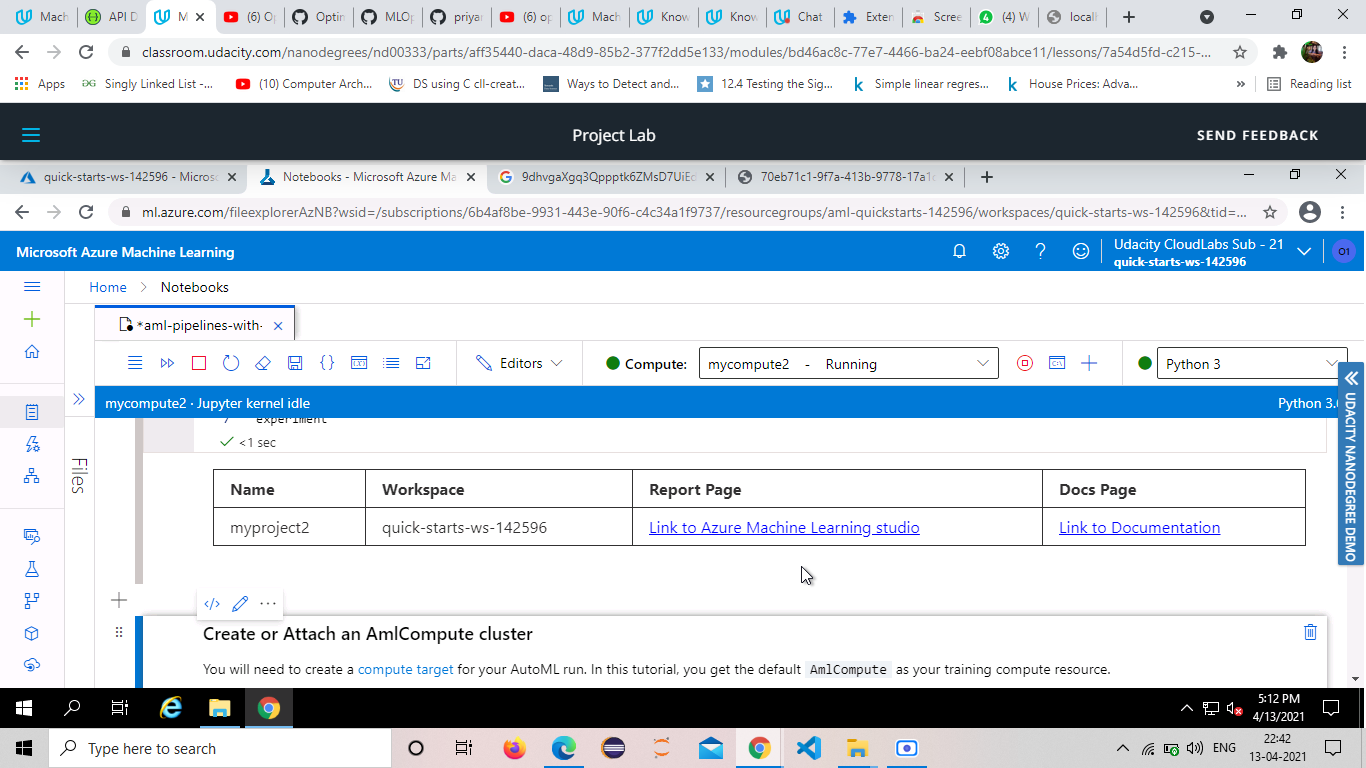 Mach
API D
M
(6) O
Optin
MLOp
priya
(6) op
Mach
Know
Know
Chat
Exten
Scree
(4) W
local
classroom.udacity.com/nanodegrees/nd00333/parts/aff35440-daca-48d9-85b2-377f2dd5e133/modules/bd46ac8c-77e7-4466-ba24-eebf08abce11/lessons/7a54d5fd-c215-...
Apps
Singly Linked List -...
(10) Computer Arch...
DS using C cll-creat...
Ways to Detect and...
12.4 Testing the Sig...
Simple linear regres...
House Prices: Adva...
»
Reading list
Project Lab
SEND FEEDBACK
quick-starts-ws-142596 - Micros
Notebooks - Microsoft Azure Ma
9dhvgaXgq3Qppptk6ZMsD7UiEd
70eb71c1-9f7a-413b-9778-17a1
ml.azure.com/fileexplorerAzNB?wsid=/subscriptions/6b4af8be-9931-443e-90f6-c4c34a1f9737/resourcegroups/aml-quickstarts-142596/workspaces/quick-starts-ws-142596&tid=...
Microsoft Azure Machine Learning
Udacity CloudLabs Sub - 21
quick-starts-ws-142596
O1
Home > Notebooks
*aml-pipelines-with-
Editors
Compute:
mycompute2 - Running
Python 3
mycompute2 · Jupyter kernel idle
Python 3.
UDACITY NANODEGREE DEMO
Files
7 experiment
<1 sec
Name Workspace Report Page Docs Page
myproject2 quick-starts-ws-142596 Link to Azure Machine Learning studio Link to Documentation
Create or Attach an AmlCompute cluster
You will need to create a compute target for your AutoML run. In this tutorial, you get the default AmlCompute as your training compute resource.
5:12 PM
4/13/2021
Type here to search
ENG
22:42
13-04-2021